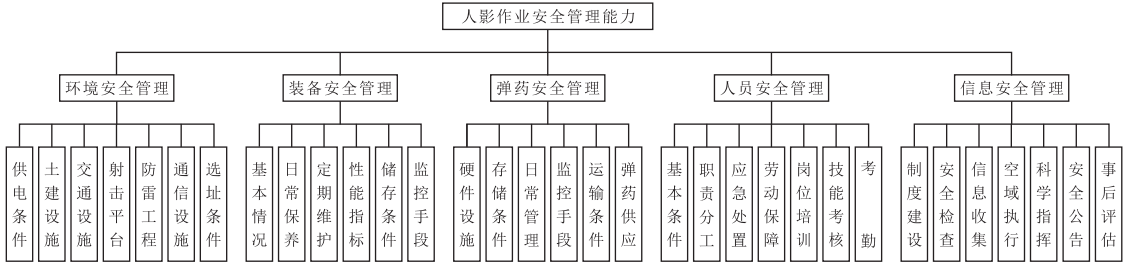 人影作业安全管理能力
环境安全管理
装备安全管理
弹药安全管理
人员安全管理
信息安全管理
供电条件
土建设施
交通设施
射击平台
防雷工程
通信设施
选址条件
基本情况
日常保养
定期维护
性能指标
储存条件
监控手段
硬件设施
存储条件
日常管理
监控手段
运输条件
弹药供应
基本条件
职责分工
应急处置
劳动保障
岗位培训
技能考核
考勤
制度建设
安全检查
信息收集
空域执行
科学指挥
安全公告
事后评估